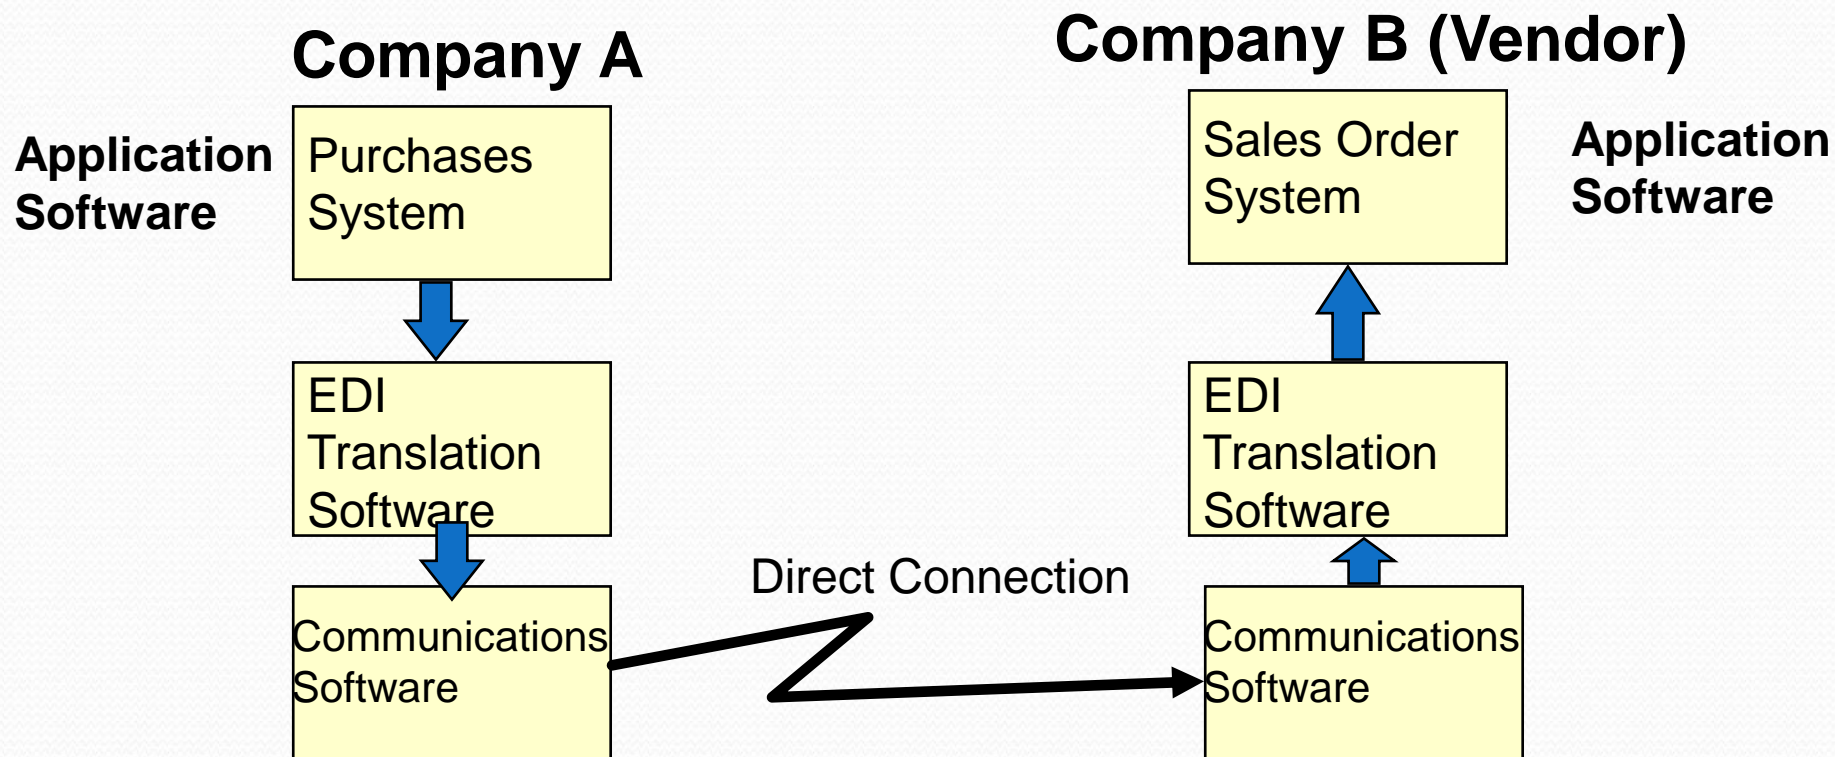 Company A
Company B (Vendor)
Application
Software
Purchases
System
Sales Order
System
Application
Software
EDI
Translation
Software
EDI
Translation
Software
Direct Connection
Communications
Software
Communications
Software